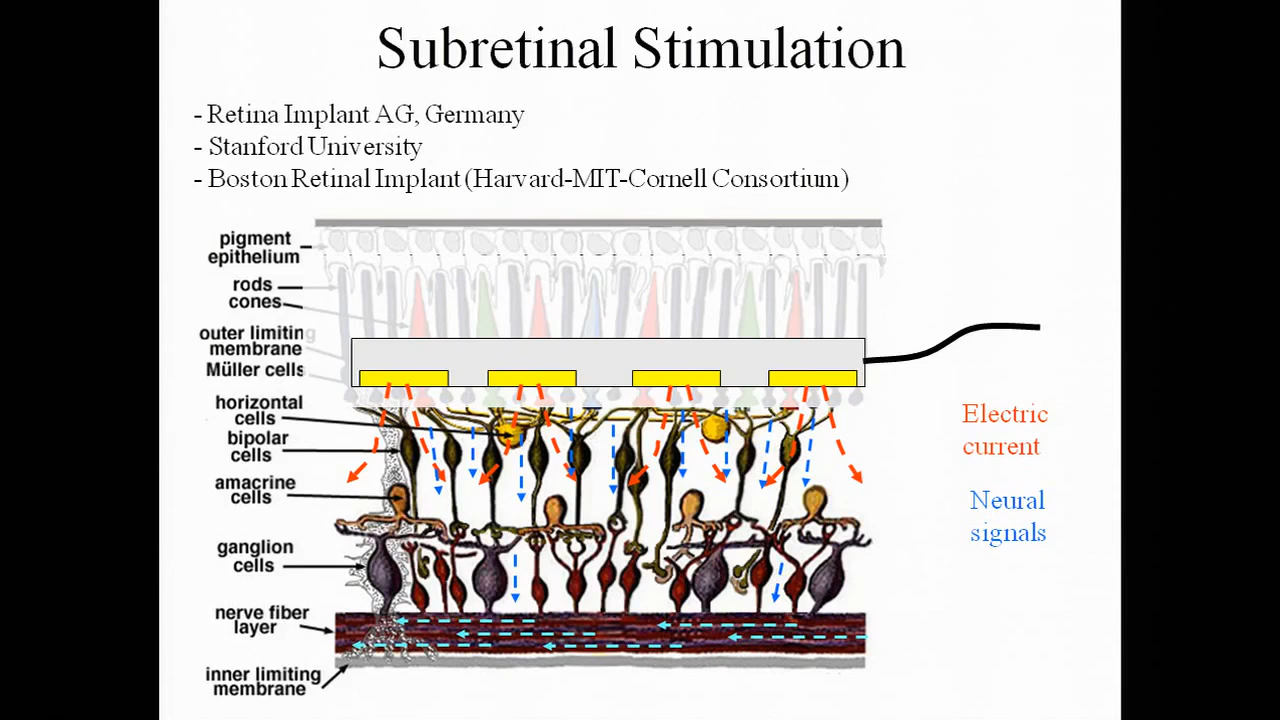 Subretinal Stimulation
- Retina Implant AG, Germany
- Stanford University
- Boston Retinal Implant (Harvard-MIT-Cornell Consortium)
pigment
epithelium
rods
cones
outer limiting
membrane
Müller cells
horizontal
cells
bipolar
cells
amacrine
cells
ganglion
cells
nerve fiber
layer
inner limiting
membrane
Electric
current
Neural
signals